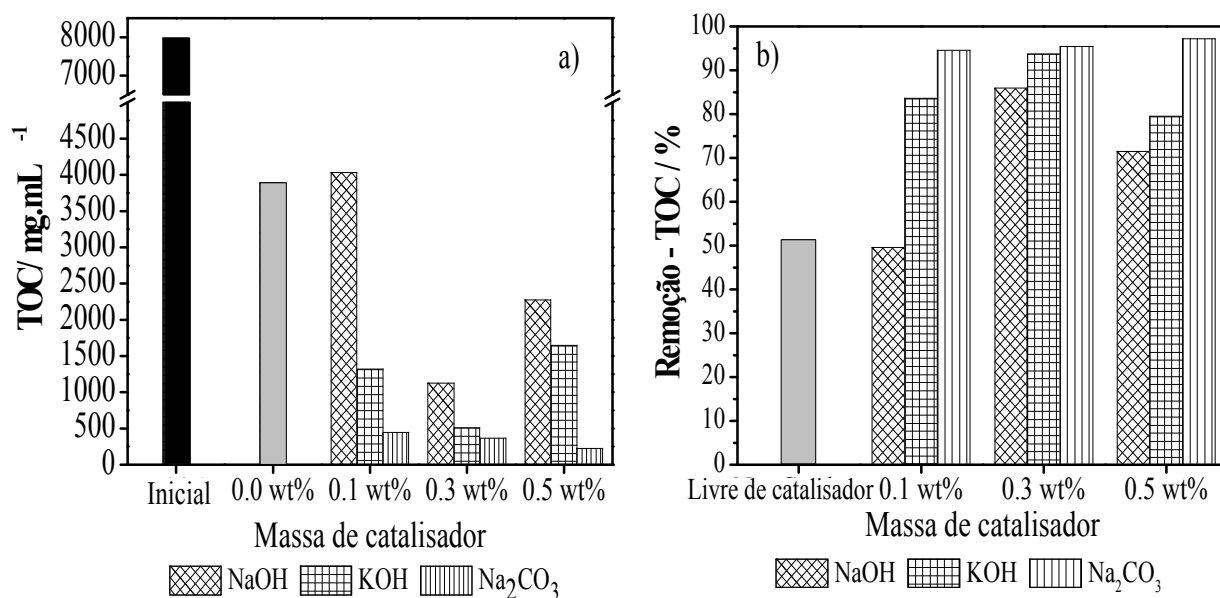 a)
TOC/ mg.mL⁻¹
8000
7000
4500
4000
3500
3000
2500
2000
1500
1000
500
0
Inicial 0.0 wt% 0.1 wt% 0.3 wt% 0.5 wt%
Massa de catalisador
NaOH KOH Na₂CO₃
b)
Remoção - TOC / %
100
90
80
70
60
50
40
30
20
10
0
Livre de catalisador 0.1 wt% 0.3 wt% 0.5 wt%
Massa de catalisador
NaOH KOH Na₂CO₃